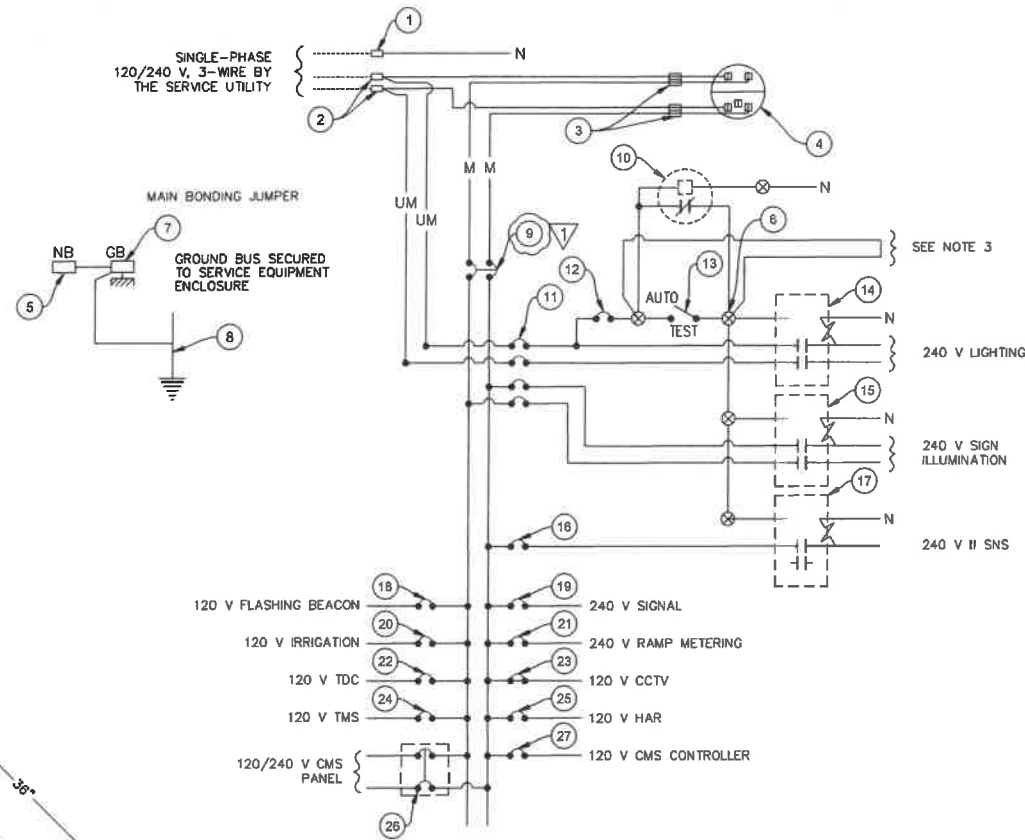 1
SINGLE-PHASE
120/240 V, 3-WIRE BY
THE SERVICE UTILITY
N
2
3
4
10
N
M M
UM
UM
MAIN BONDING JUMPER
7
NB GB
GROUND BUS SECURED
TO SERVICE EQUIPMENT
ENCLOSURE
5
8
9
1
6
SEE NOTE 3
12
13
11
AUTO
TEST
14
N
240 V LIGHTING
15
N
240 V SIGN
ILLUMINATION
17
16
N
240 V II SNS
18
120 V FLASHING BEACON
19
240 V SIGNAL
20
120 V IRRIGATION
21
240 V RAMP METERING
22
120 V TDC
23
120 V CCTV
24
120 V TMS
25
120 V HAR
27
120 V CMS CONTROLLER
120/240 V CMS
PANEL
26
36"